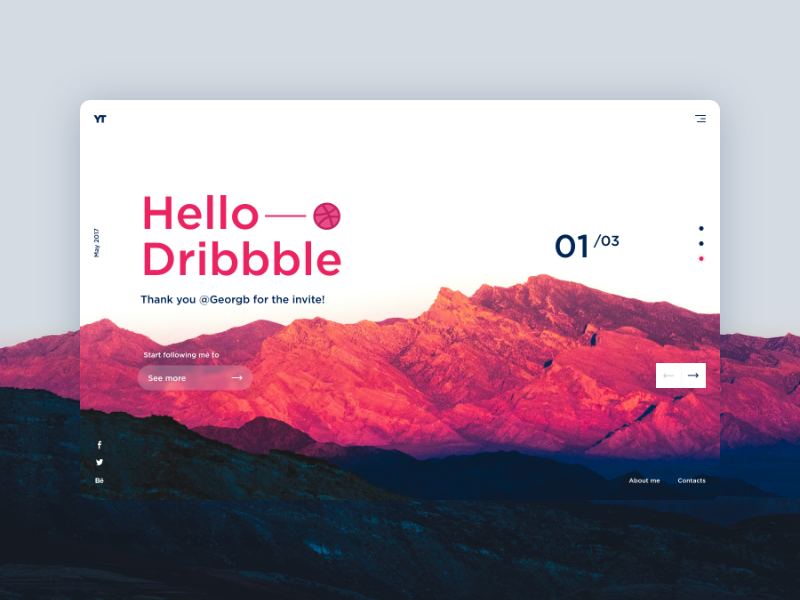 YT
May 2017
Hello
Dribbble
Thank you @Georgb for the invite!
01 /03
Start following me to
See more
Bē
About me
Contacts